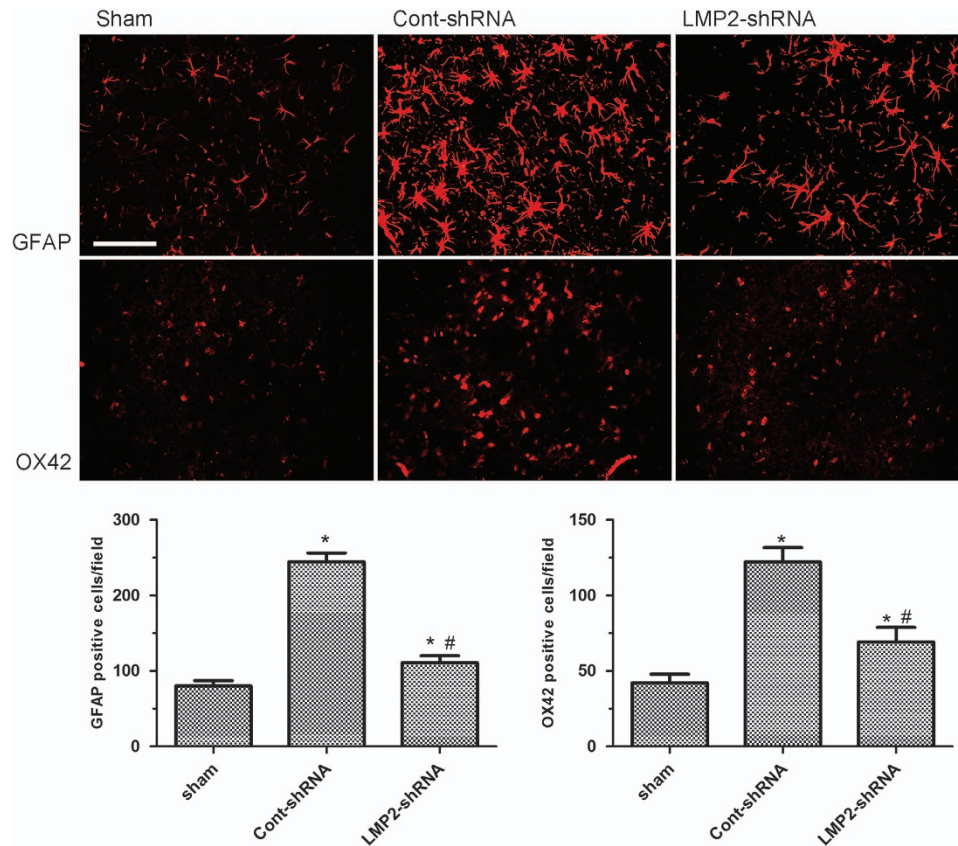 Sham Cont-shRNA LMP2-shRNA
GFAP
OX42
GFAP positive cells/field
300
200
100
0
*
* #
sham
Cont-shRNA
LMP2-shRNA
OX42 positive cells/field
150
100
50
0
*
* #
sham
Cont-shRNA
LMP2-shRNA